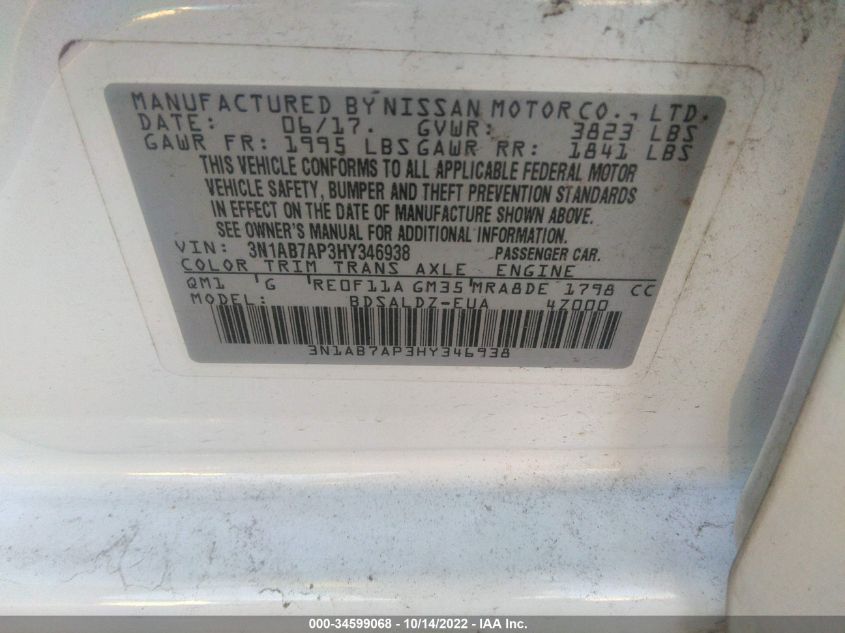 MANUFACTURED BY NISSAN MOTOR CO., LTD.
DATE: 06/17. GVWR: 3823 LBS
GAWR FR: 1995 LBS GAWR RR: 1841 LBS
THIS VEHICLE CONFORMS TO ALL APPLICABLE FEDERAL MOTOR
VEHICLE SAFETY, BUMPER AND THEFT PREVENTION STANDARDS
IN EFFECT ON THE DATE OF MANUFACTURE SHOWN ABOVE.
SEE OWNER'S MANUAL FOR ADDITIONAL INFORMATION.
VIN: 3N1AB7AP3HY346938 PASSENGER CAR.
COLOR TRIM TRANS AXLE ENGINE
QM1 G RE0F11A GM35 MRA8DE 1798 CC
MODEL: BDSALDZ-EUA 4Z000
3N1AB7AP3HY346938
000-34599068 - 10/14/2022 - IAA Inc.